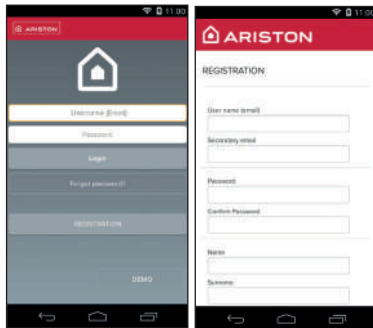 11:00
ARISTON
Username (Email)
Password
Login
Forgot password?
REGISTRATION
DEMO
11:00
ARISTON
REGISTRATION
User name (email)
Secondary email
Password
Confirm Password
Name
Surname